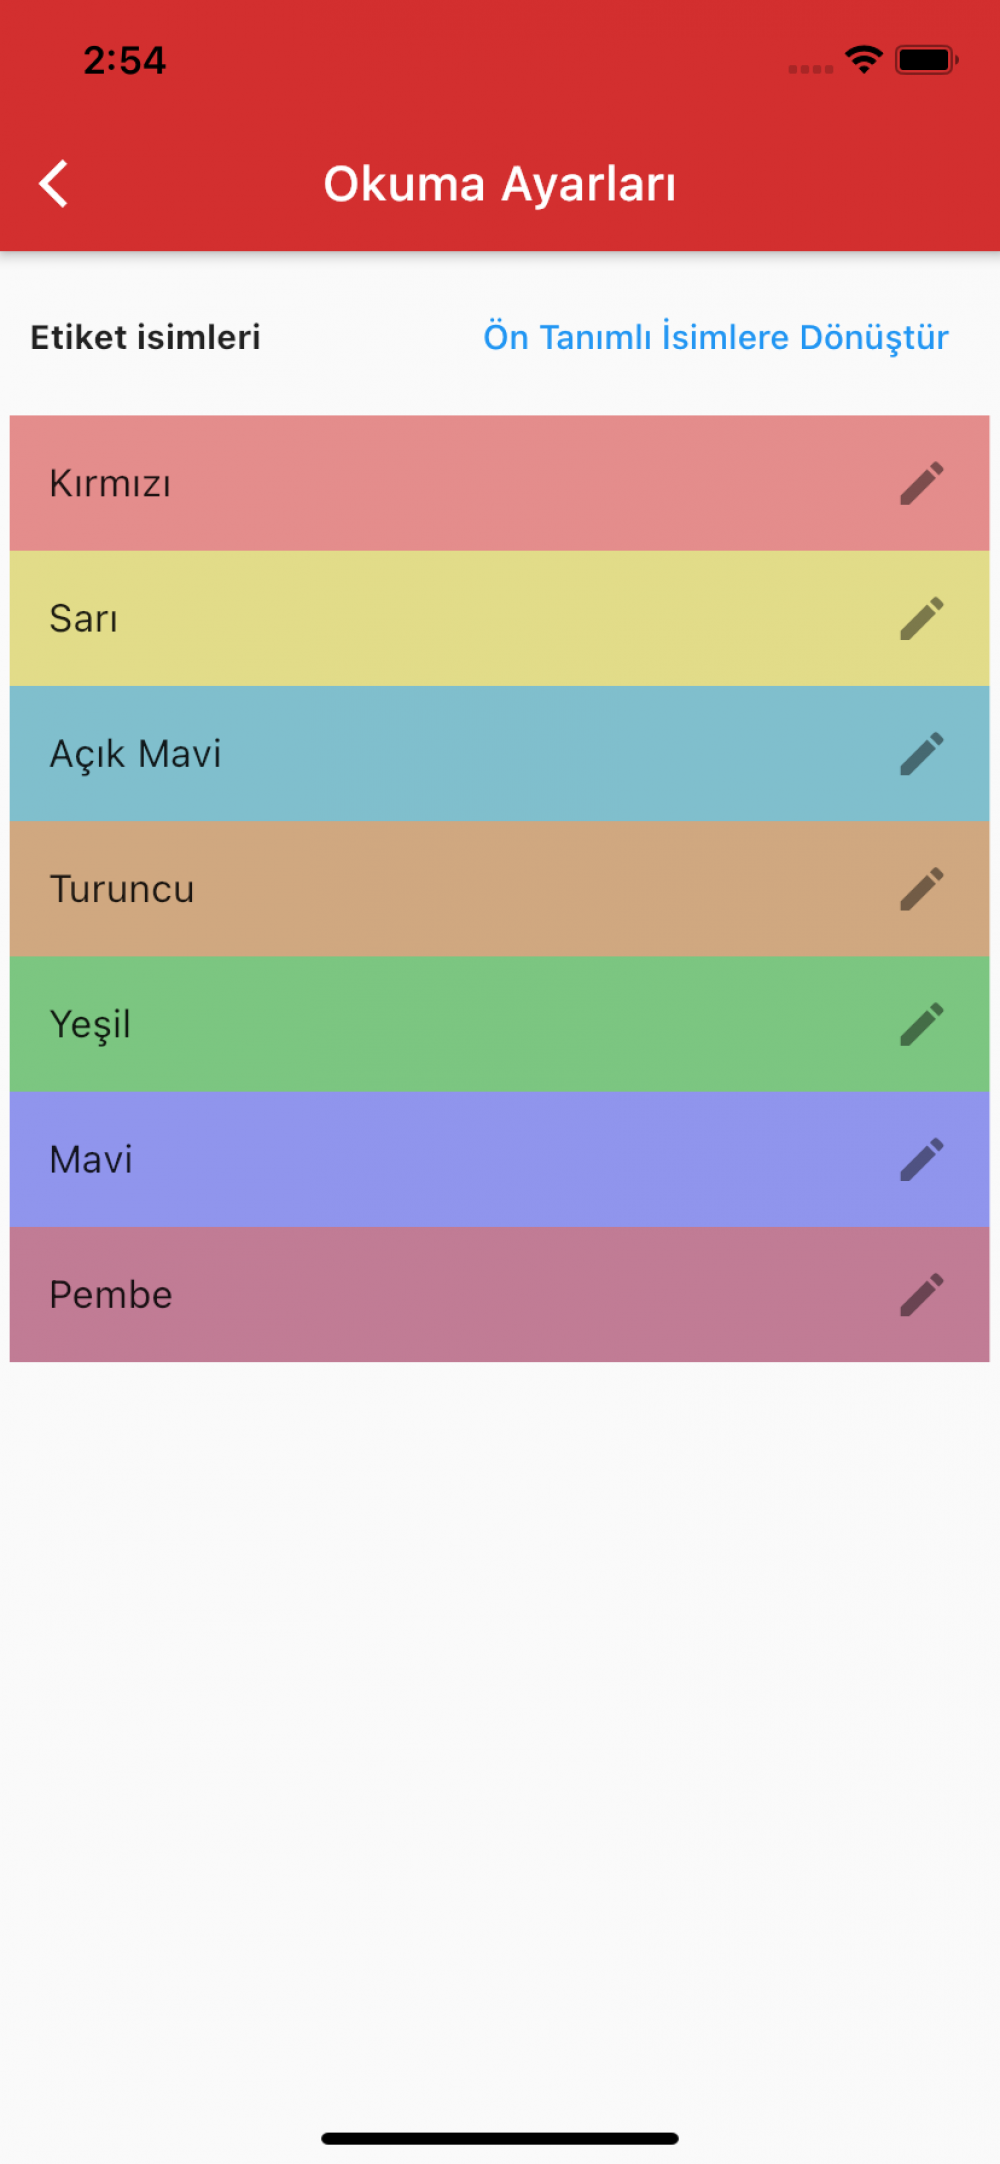 2:54
Okuma Ayarları
Etiket isimleri
Ön Tanımlı İsimlere Dönüştür
Kırmızı
Sarı
Açık Mavi
Turuncu
Yeşil
Mavi
Pembe